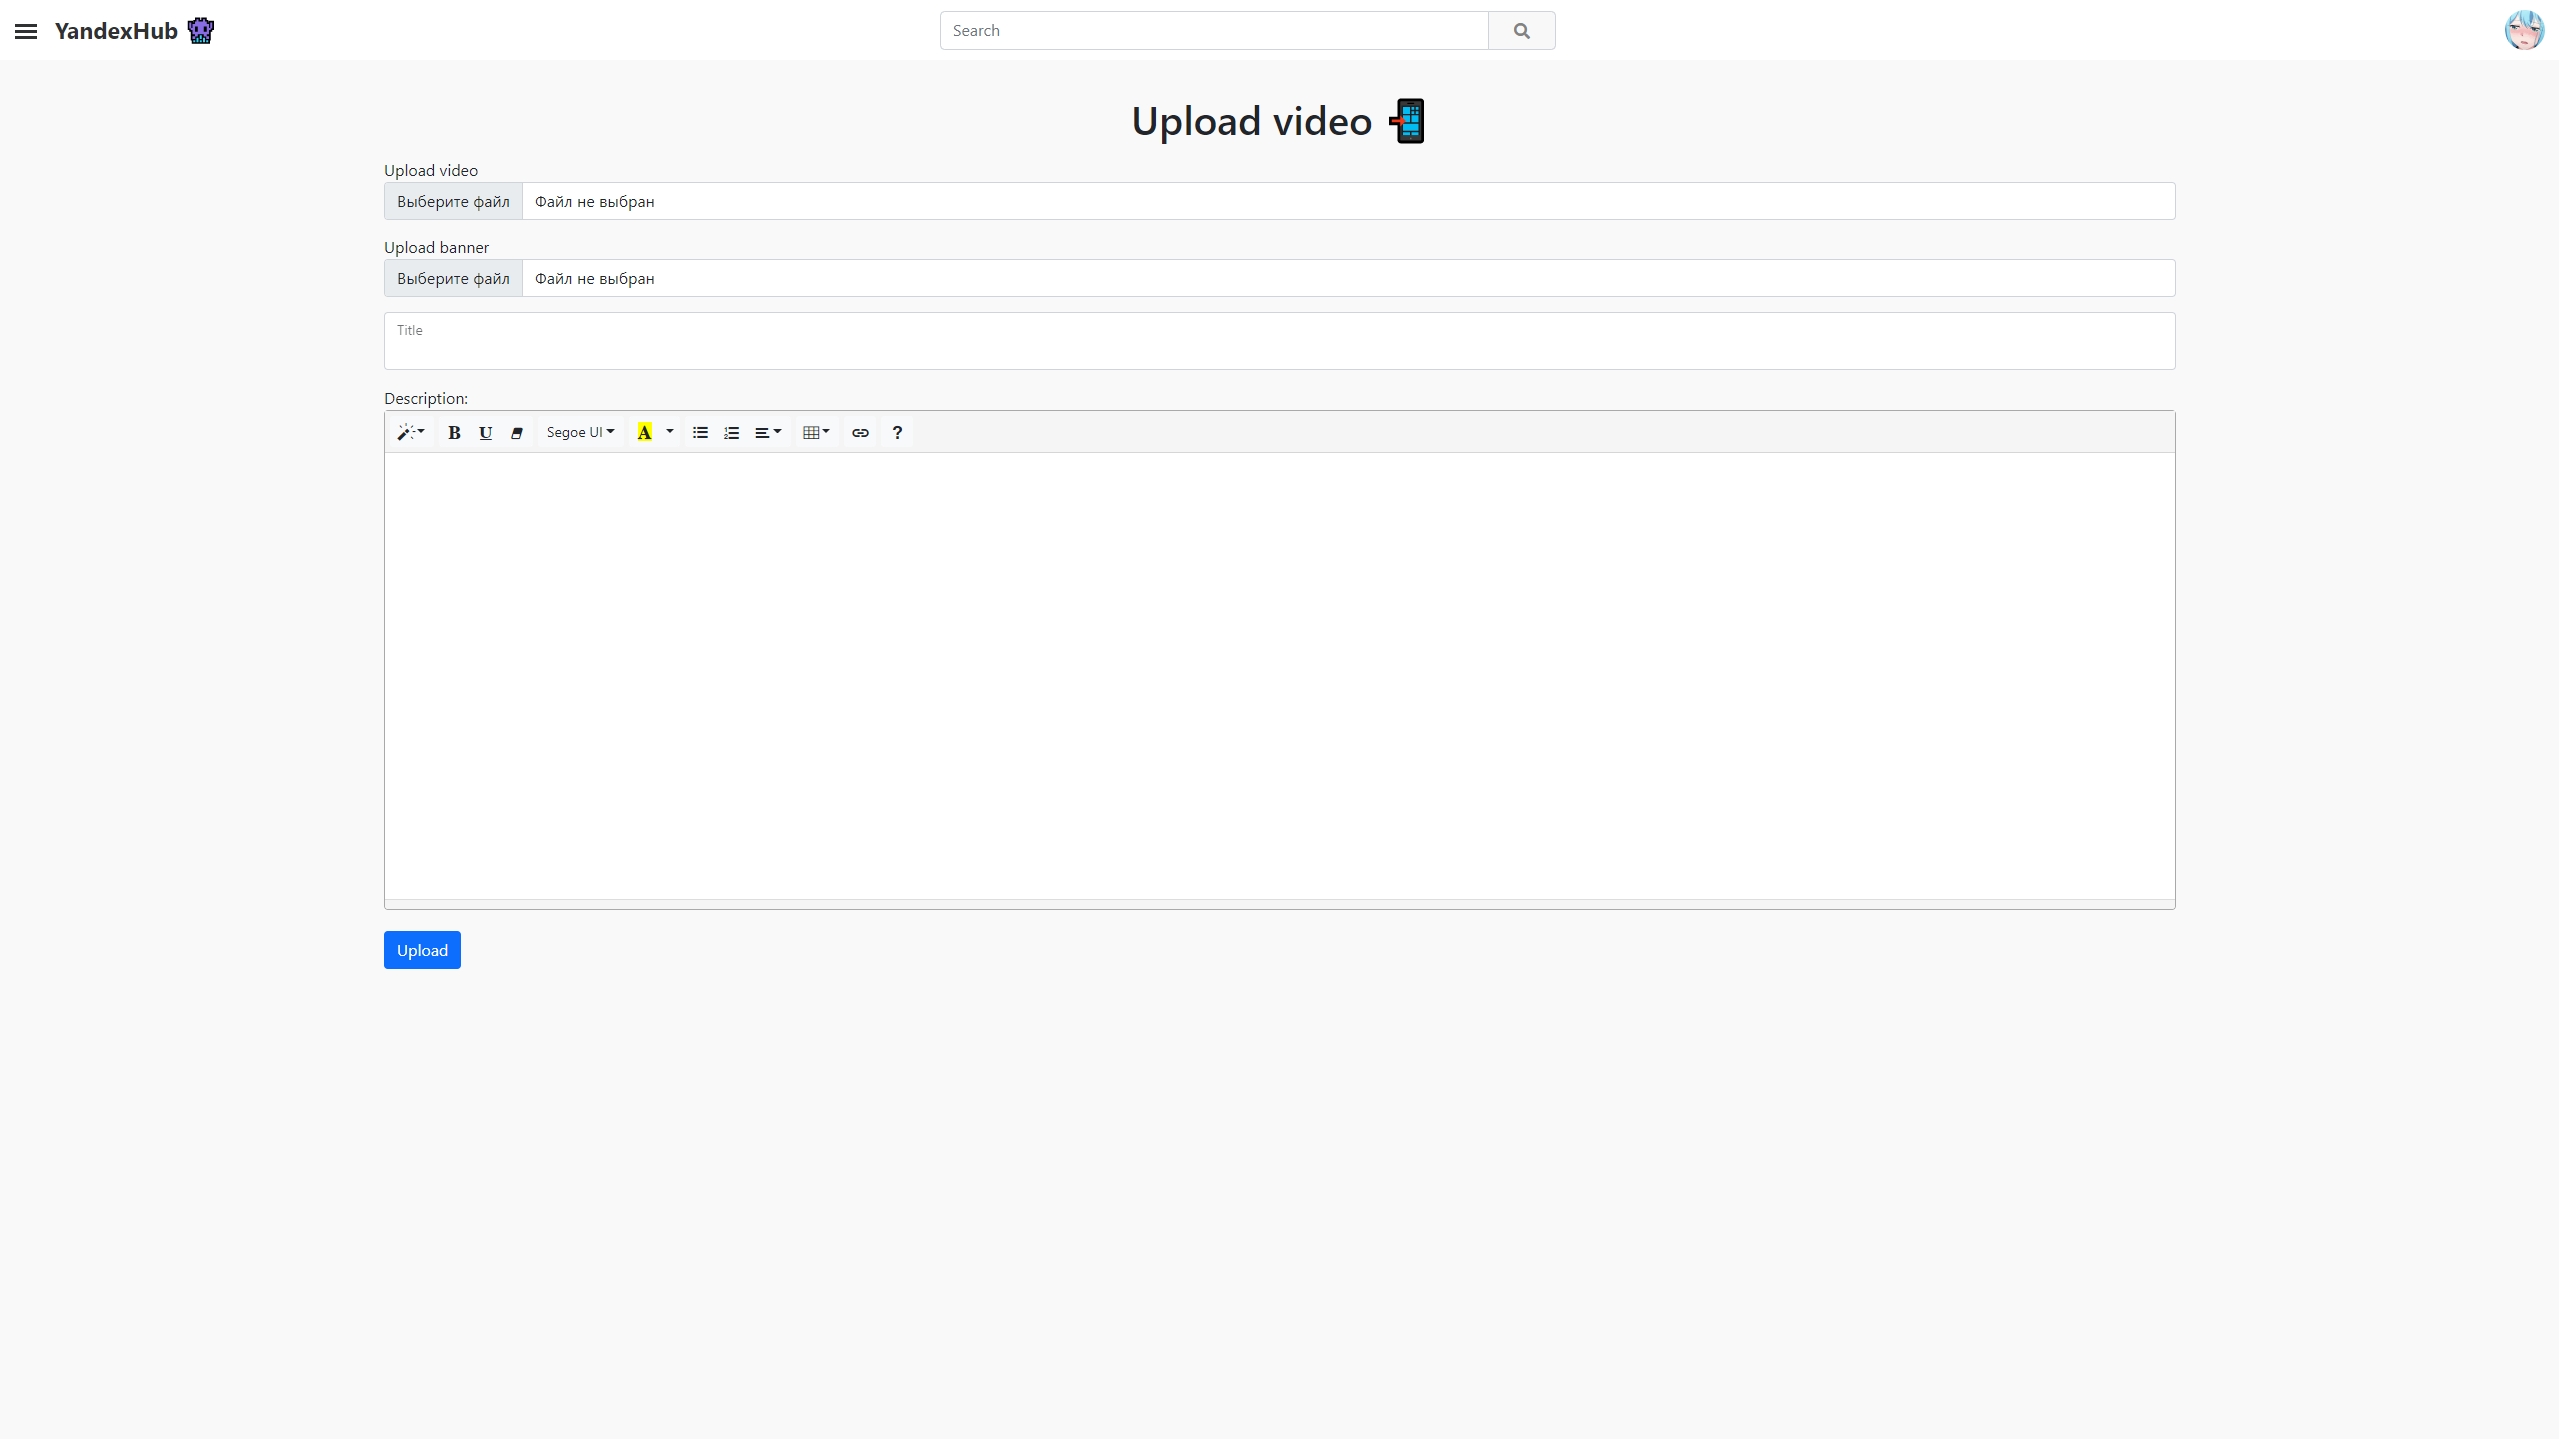 YandexHub
Search
Upload video
Upload video
Выберите файл Файл не выбран
Upload banner
Выберите файл Файл не выбран
Title
Description:
B U Segoe UI A ?
Upload